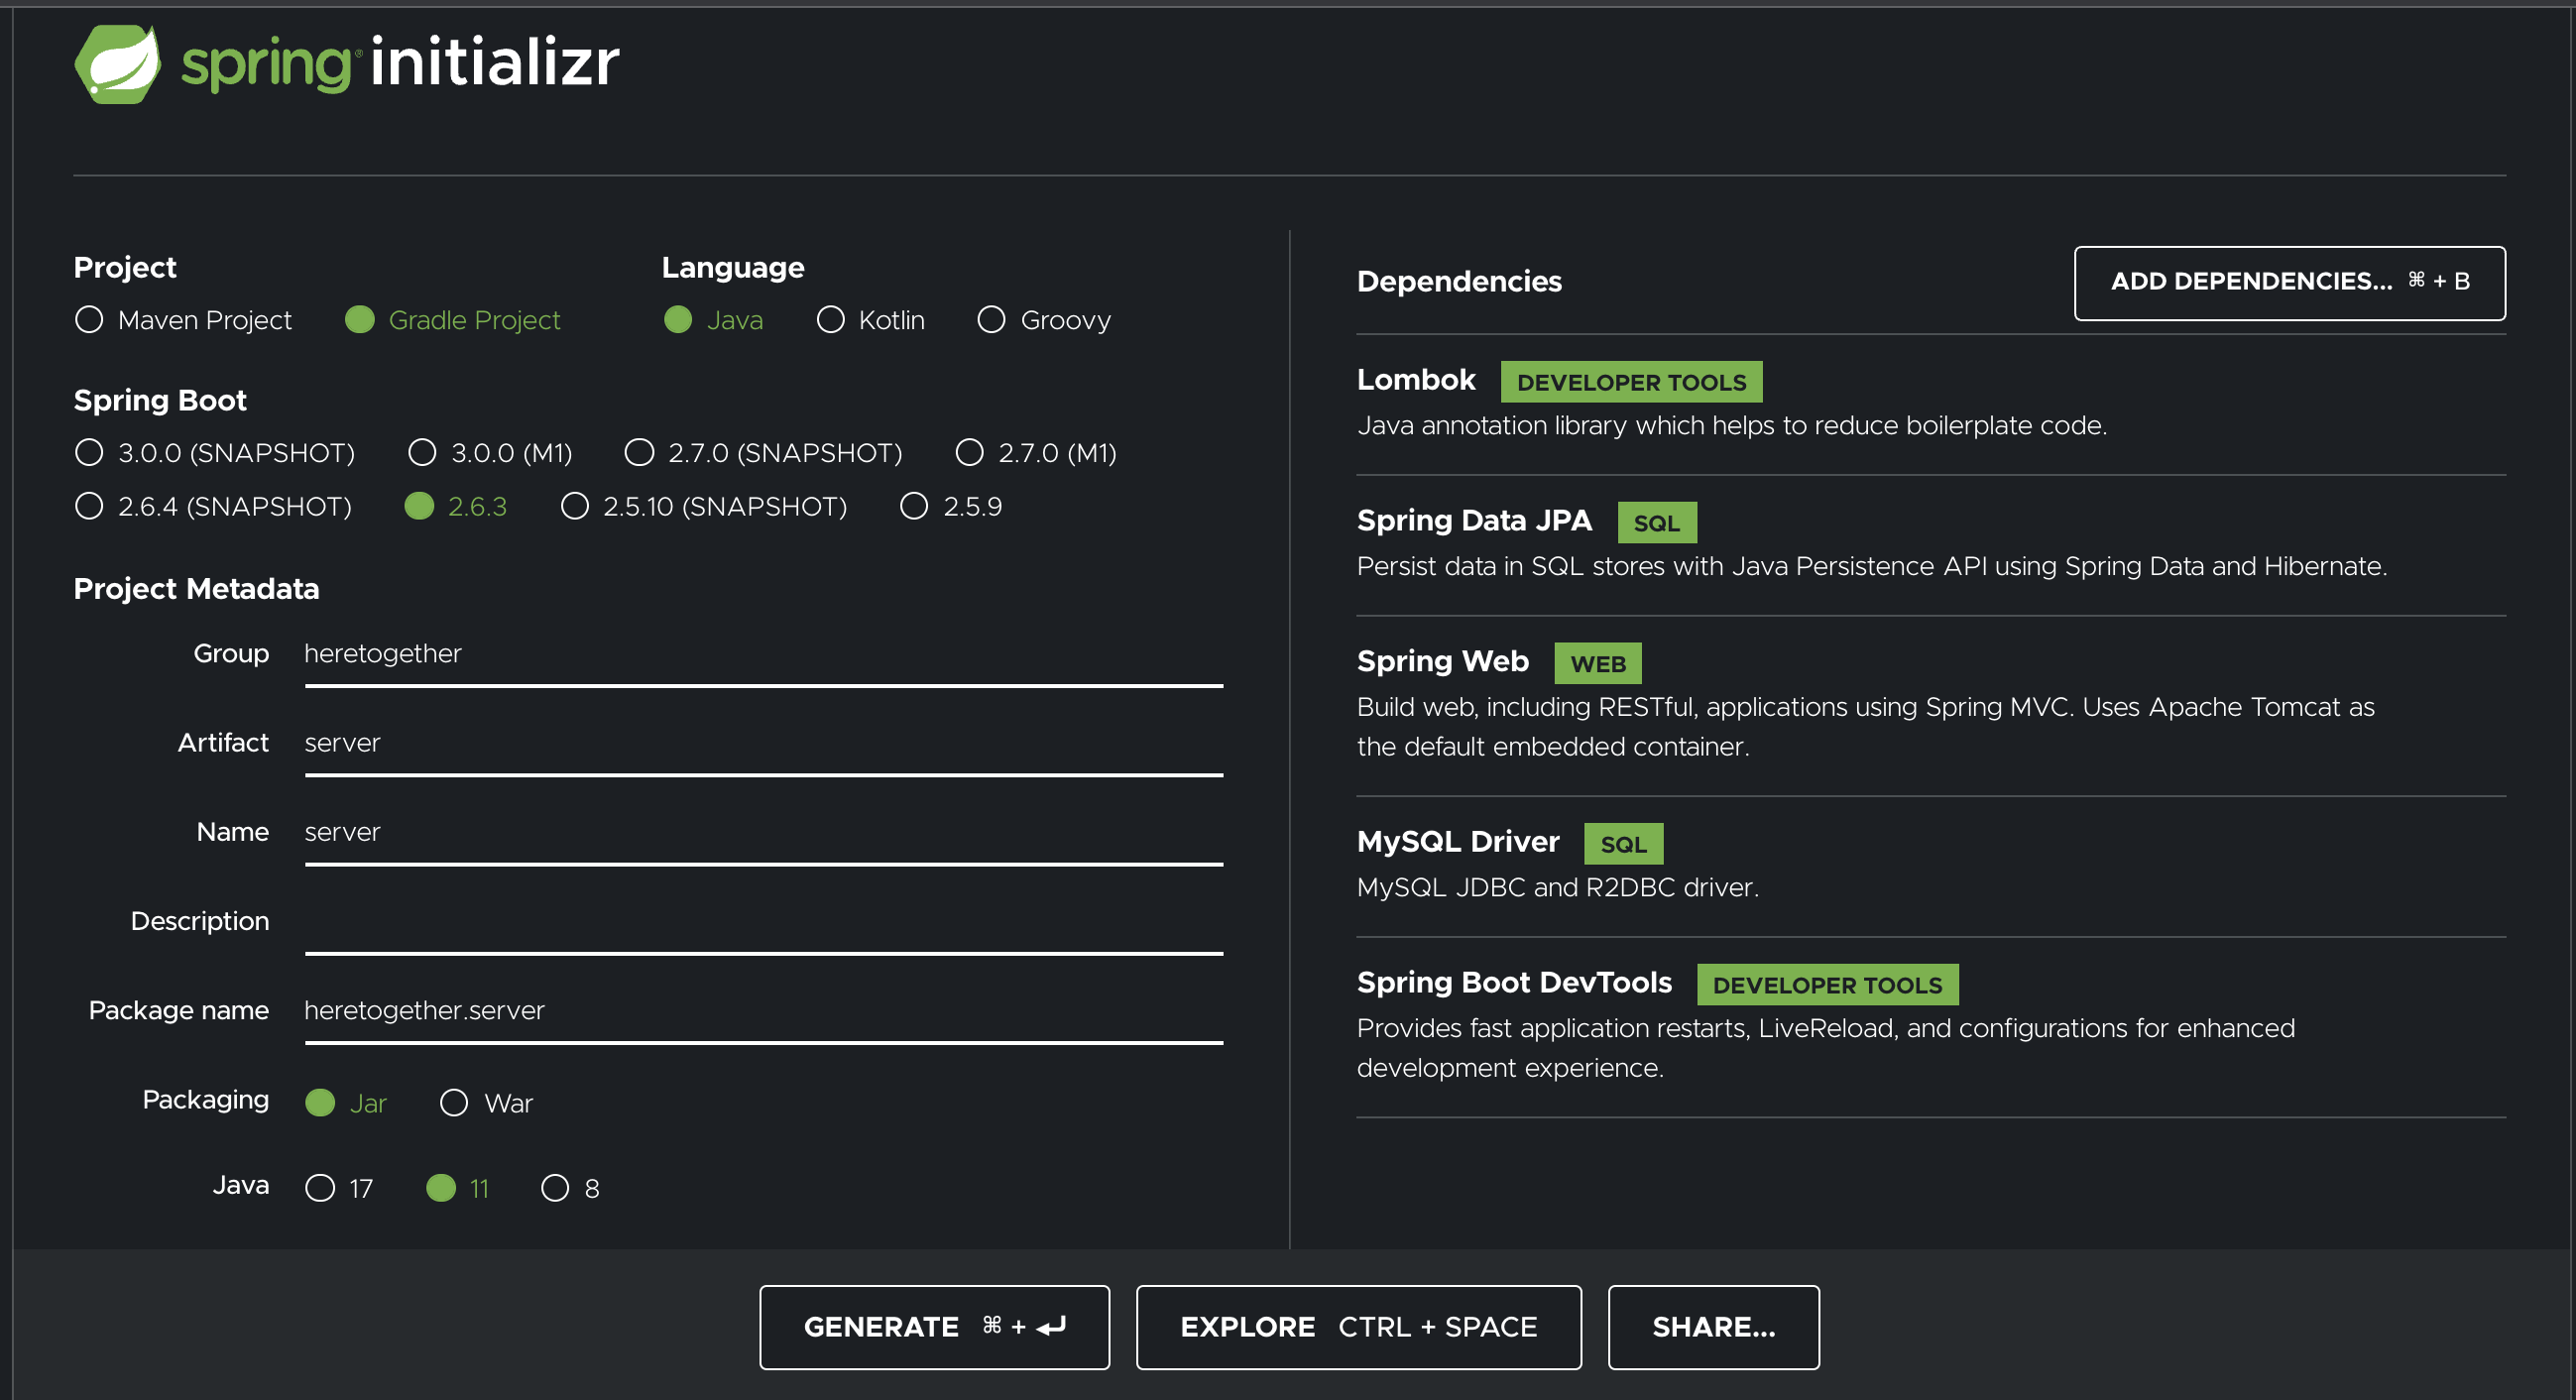 spring initializr
Project
Maven Project
Gradle Project
Language
Java
Kotlin
Groovy
Spring Boot
3.0.0 (SNAPSHOT)
3.0.0 (M1)
2.7.0 (SNAPSHOT)
2.7.0 (M1)
2.6.4 (SNAPSHOT)
2.6.3
2.5.10 (SNAPSHOT)
2.5.9
Project Metadata
Group heretogether
Artifact server
Name server
Description
Package name heretogether.server
Packaging Jar War
Java 17 11 8
Dependencies
ADD DEPENDENCIES... ⌘ + B
Lombok DEVELOPER TOOLS
Java annotation library which helps to reduce boilerplate code.
Spring Data JPA SQL
Persist data in SQL stores with Java Persistence API using Spring Data and Hibernate.
Spring Web WEB
Build web, including RESTful, applications using Spring MVC. Uses Apache Tomcat as
the default embedded container.
MySQL Driver SQL
MySQL JDBC and R2DBC driver.
Spring Boot DevTools DEVELOPER TOOLS
Provides fast application restarts, LiveReload, and configurations for enhanced
development experience.
GENERATE ⌘ + ⏎
EXPLORE CTRL + SPACE
SHARE...